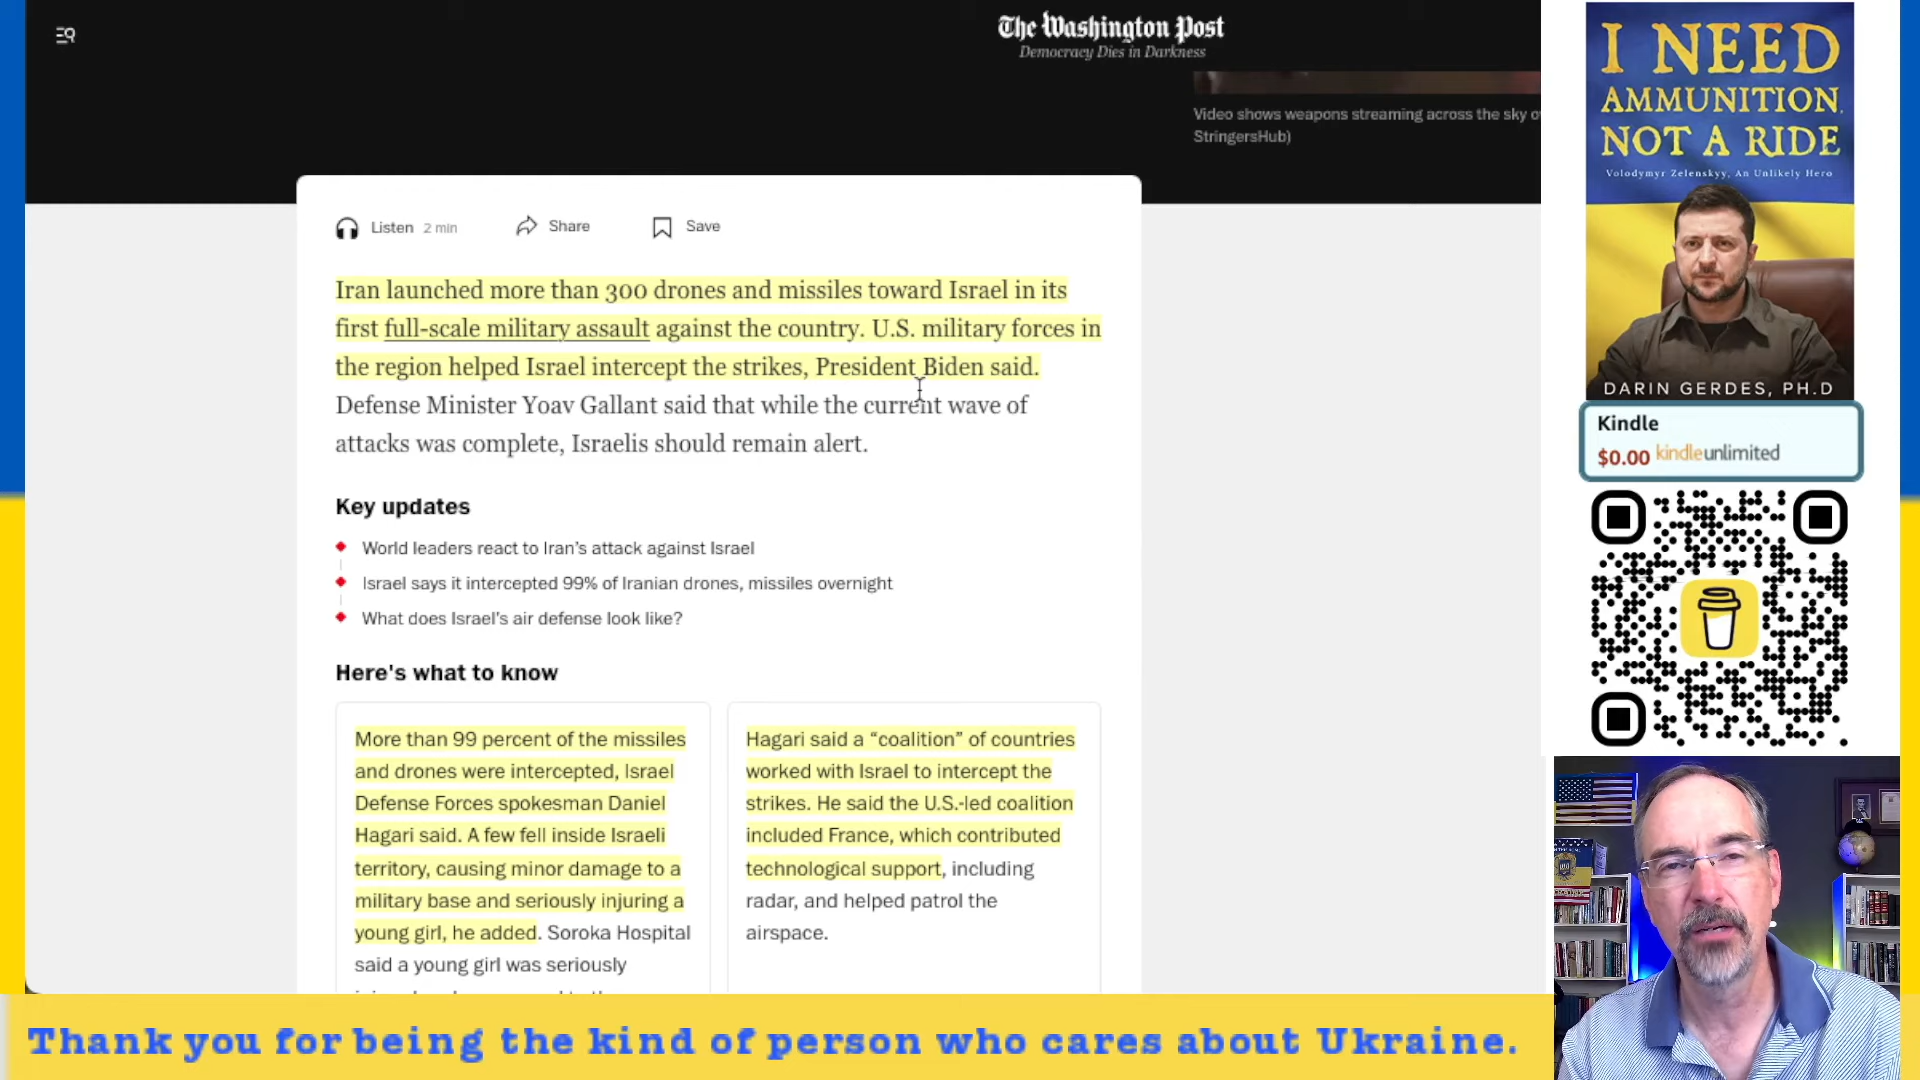 The Washington Post
Democracy Dies in Darkness
Video shows weapons streaming across the sky
StringersHub)
Listen 2 min
Share
Save
Iran launched more than 300 drones and missiles toward Israel in its
first full-scale military assault against the country. U.S. military forces in
the region helped Israel intercept the strikes, President Biden said.
Defense Minister Yoav Gallant said that while the current wave of
attacks was complete, Israelis should remain alert.
Key updates
World leaders react to Iran's attack against Israel
Israel says it intercepted 99% of Iranian drones, missiles overnight
What does Israel's air defense look like?
Here's what to know
More than 99 percent of the missiles
and drones were intercepted, Israel
Defense Forces spokesman Daniel
Hagari said. A few fell inside Israeli
territory, causing minor damage to a
military base and seriously injuring a
young girl, he added. Soroka Hospital
said a young girl was seriously
Hagari said a “coalition” of countries
worked with Israel to intercept the
strikes. He said the U.S.-led coalition
included France, which contributed
technological support, including
radar, and helped patrol the
airspace.
I NEED
AMMUNITION,
NOT A RIDE
Volodymyr Zelenskyy, An Unlikely Hero
DARIN GERDES, PH.D
Kindle
$0.00 kindleunlimited
Thank you for being the kind of person who cares about Ukraine.